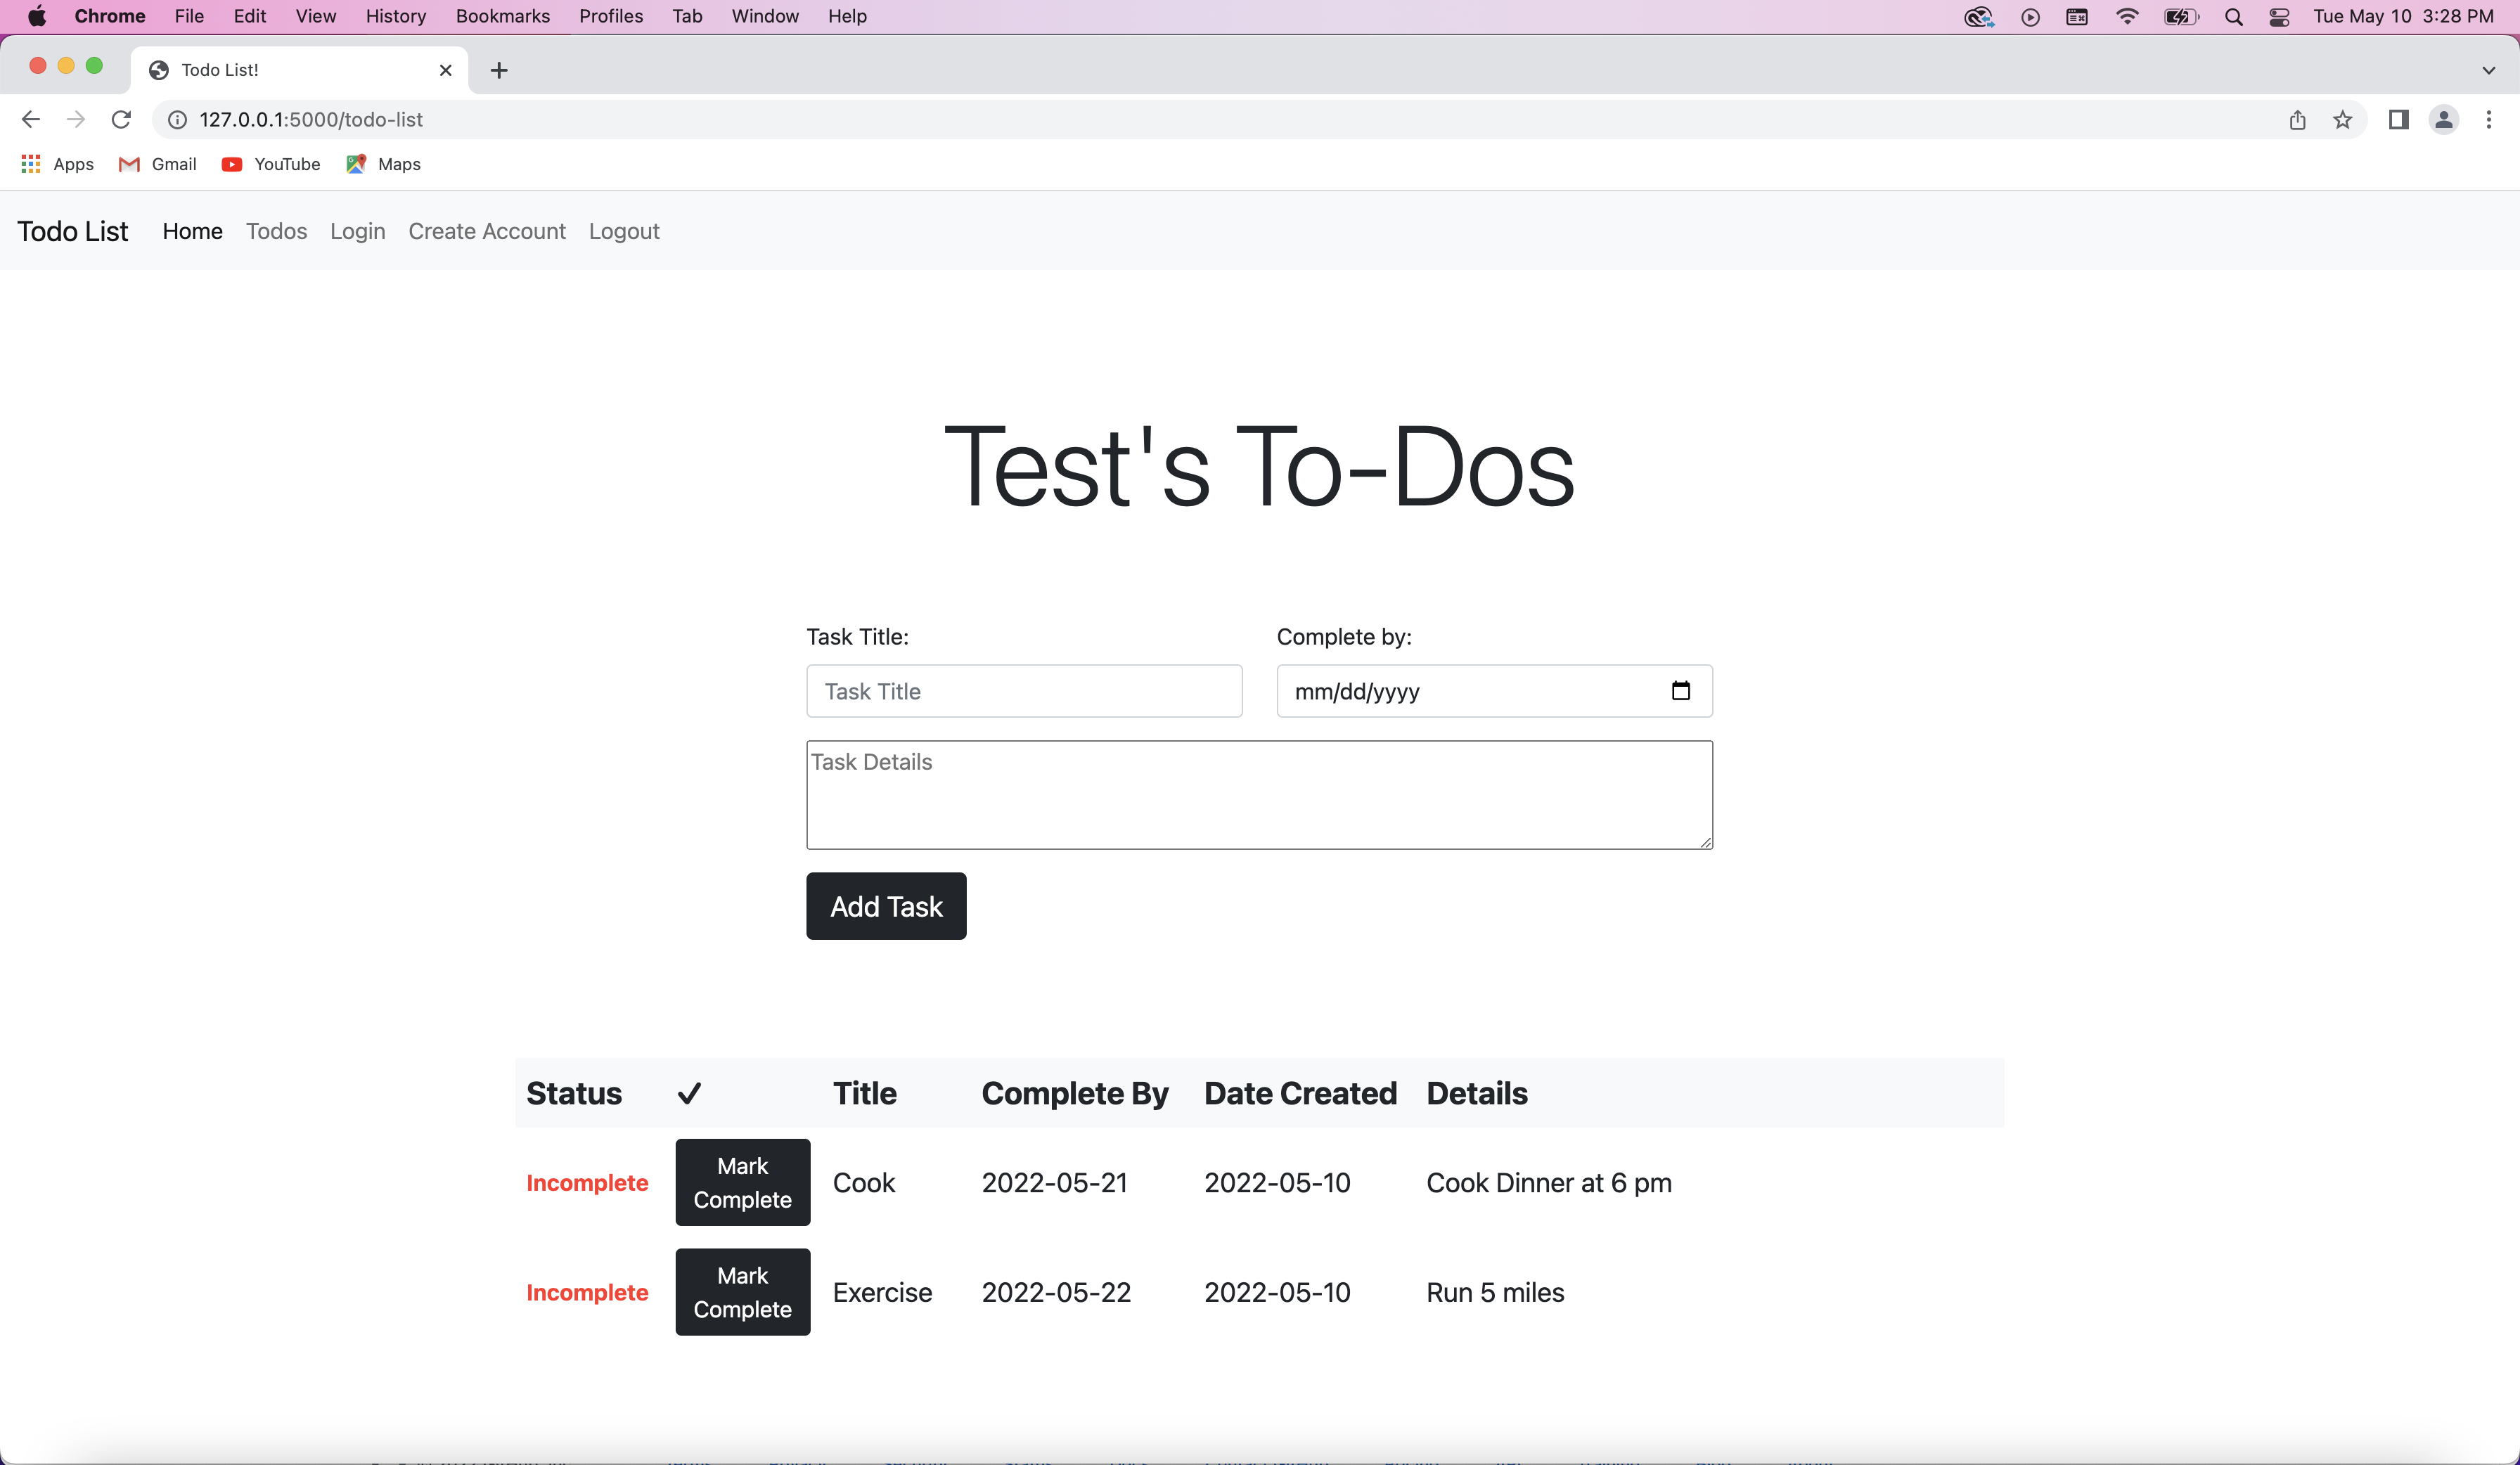 Chrome File Edit View History Bookmarks Profiles Tab Window Help Tue May 10 3:28 PM
Todo List!
127.0.0.1:5000/todo-list
Apps Gmail YouTube Maps
Todo List Home Todos Login Create Account Logout
Test's To-Dos
Task Title: Complete by:
Task Title mm/dd/yyyy
Task Details
Add Task
Status ✓ Title Complete By Date Created Details
Incomplete Mark Complete Cook 2022-05-21 2022-05-10 Cook Dinner at 6 pm
Incomplete Mark Complete Exercise 2022-05-22 2022-05-10 Run 5 miles